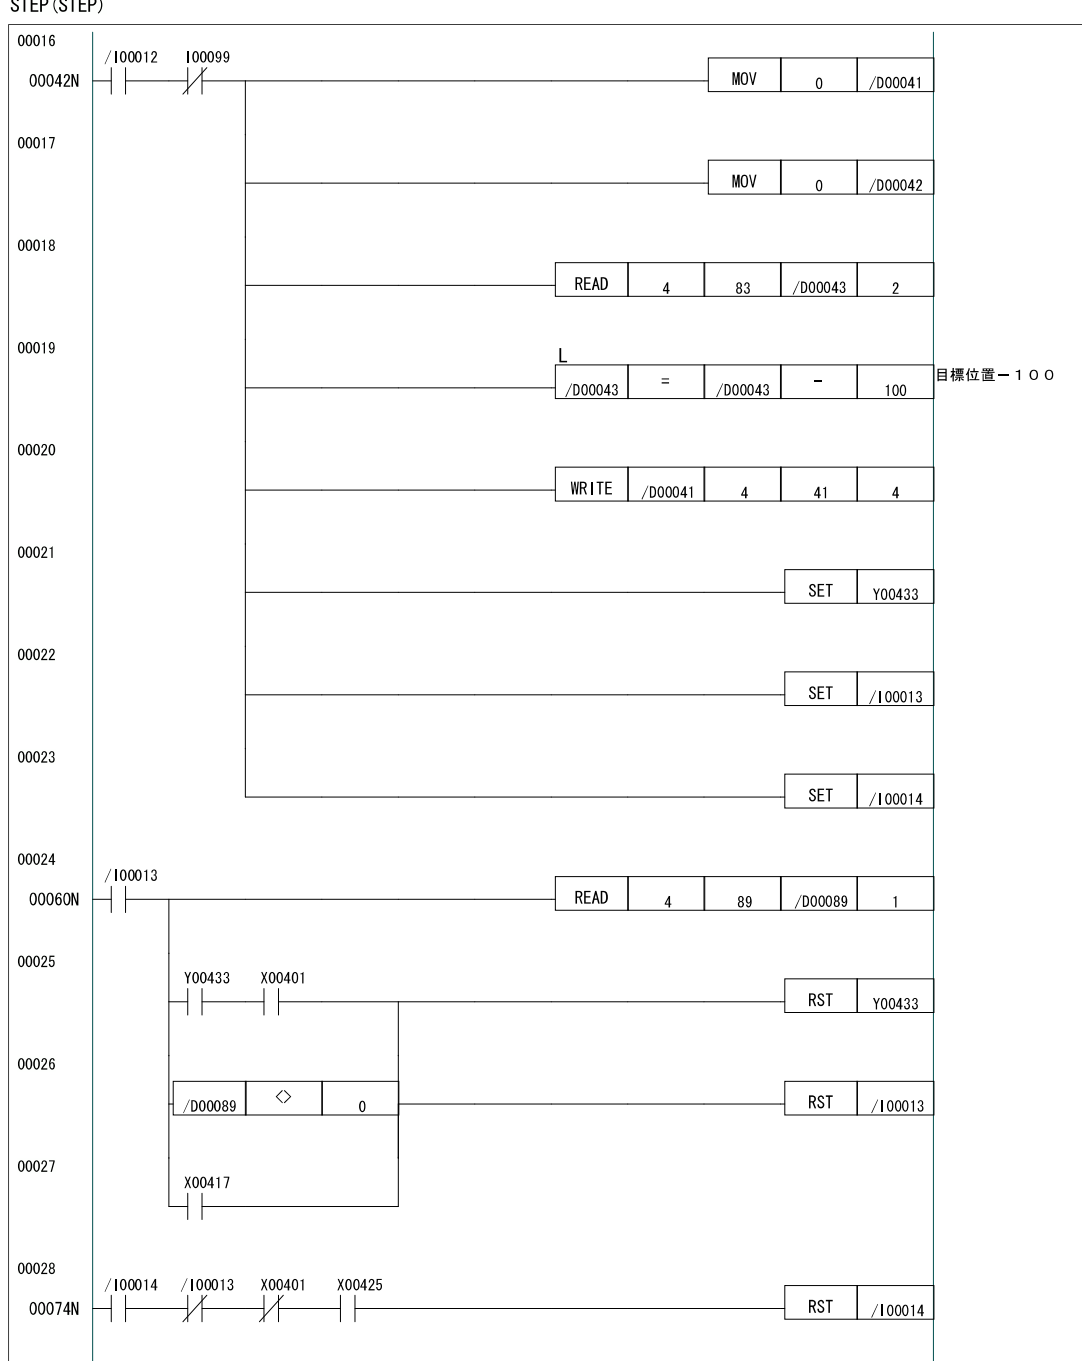 STEP(STEP)
00016
/I00012 I00099
00042N MOV 0 /D00041
00017
MOV 0 /D00042
00018
READ 4 83 /D00043 2
00019
L
/D00043 = /D00043 - 100 目標位置－１００
00020
WRITE /D00041 4 41 4
00021
SET Y00433
00022
SET /I00013
00023
SET /I00014
00024
/I00013
00060N READ 4 89 /D00089 1
00025
Y00433 X00401
RST Y00433
00026
/D00089 <> 0 RST /I00013
00027
X00417
00028
/I00014 /I00013 X00401 X00425
00074N RST /I00014